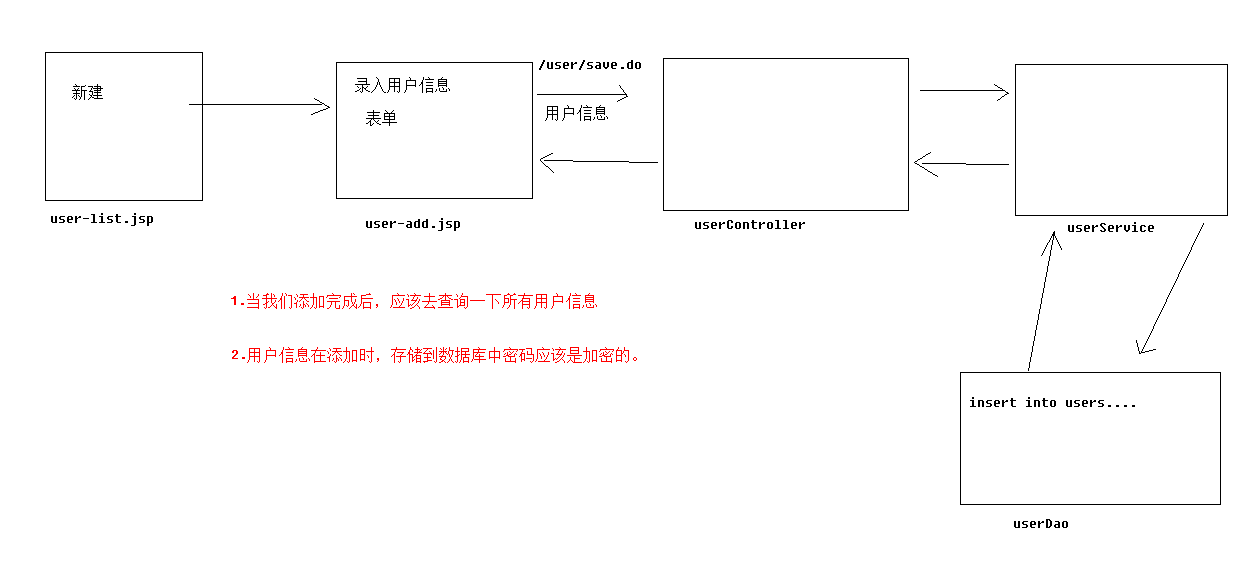 新建
user-list.jsp
录入用户信息
表单
user-add.jsp
/user/save.do
用户信息
userController
userService
insert into users....
userDao
1.当我们添加完成后，应该去查询一下所有用户信息
2.用户信息在添加时，存储到数据库中密码应该是加密的。